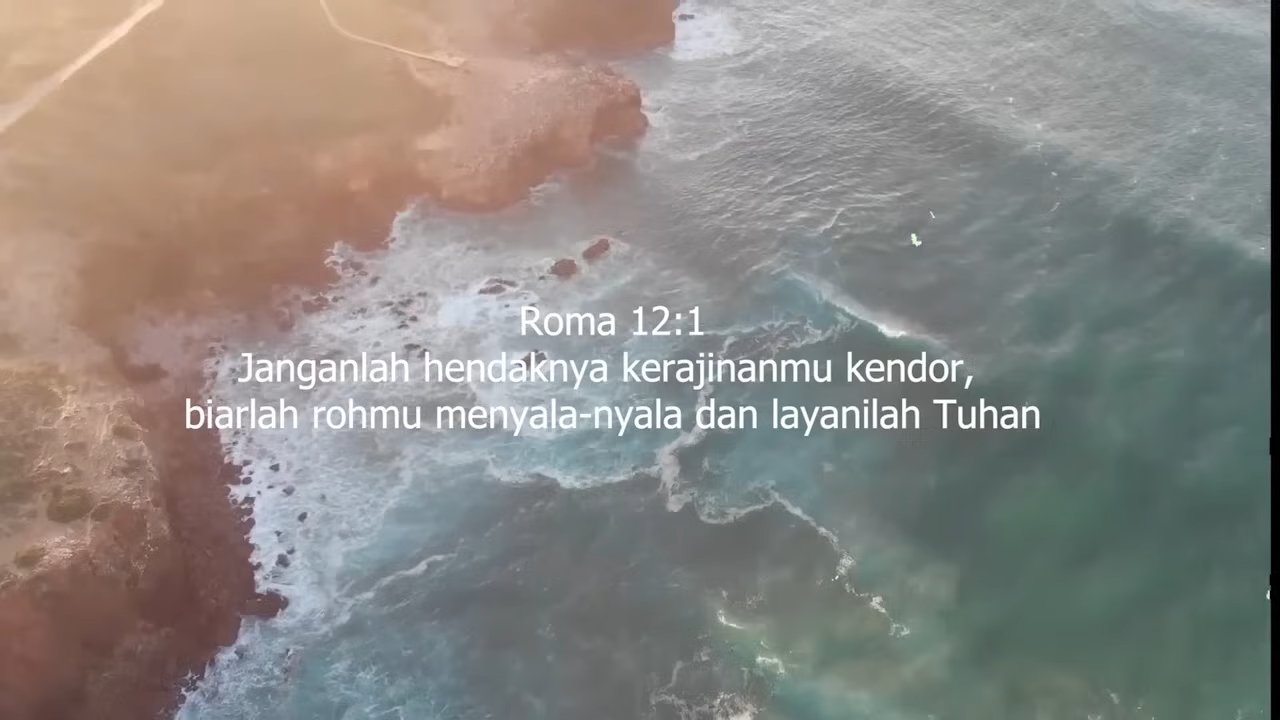 Roma 12:1
Janganlah hendaknya kerajinanmu kendor,
biarlah rohmu menyala-nyala dan layanilah Tuhan